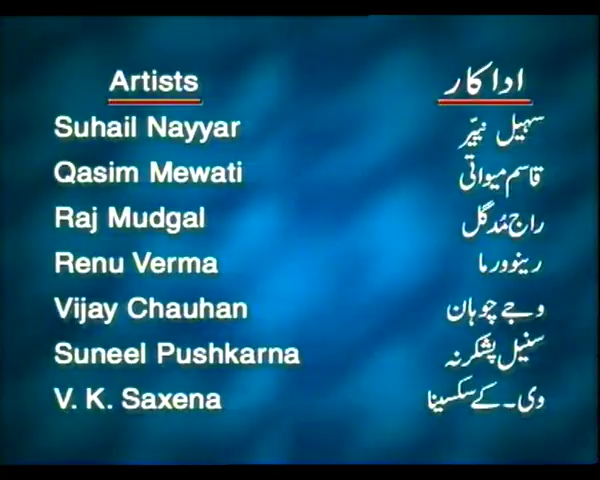 Artists اداکار
Suhail Nayyar سہیل نیّر
Qasim Mewati قاسم میواتی
Raj Mudgal راج مُدگل
Renu Verma رینو ورما
Vijay Chauhan وجے چوہان
Suneel Pushkarna سنیل پشکرنہ
V. K. Saxena وی۔ کے سکسینا